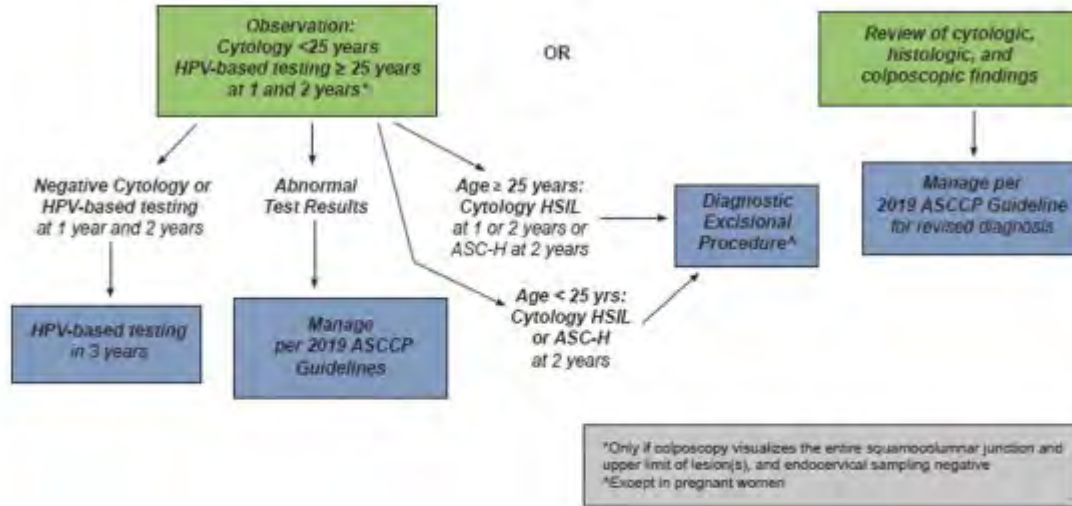 Observation:
Cytology <25 years
HPV-based testing ≥ 25 years
at 1 and 2 years*
OR
Review of cytologic,
histologic, and
colposcopic findings
Negative Cytology or
HPV-based testing
at 1 year and 2 years
Abnormal
Test Results
Age ≥ 25 years:
Cytology HSIL
at 1 or 2 years or
ASC-H at 2 years
Diagnostic
Excisional
Procedure^
Manage per
2019 ASCCP Guideline
for revised diagnosis
Age < 25 yrs:
Cytology HSIL
or ASC-H
at 2 years
HPV-based testing
in 3 years
Manage
per 2019 ASCCP
Guidelines
*Only if colposcopy visualizes the entire squamocolumnar junction and
upper limit of lesion(s), and endocervical sampling negative
^Except in pregnant women